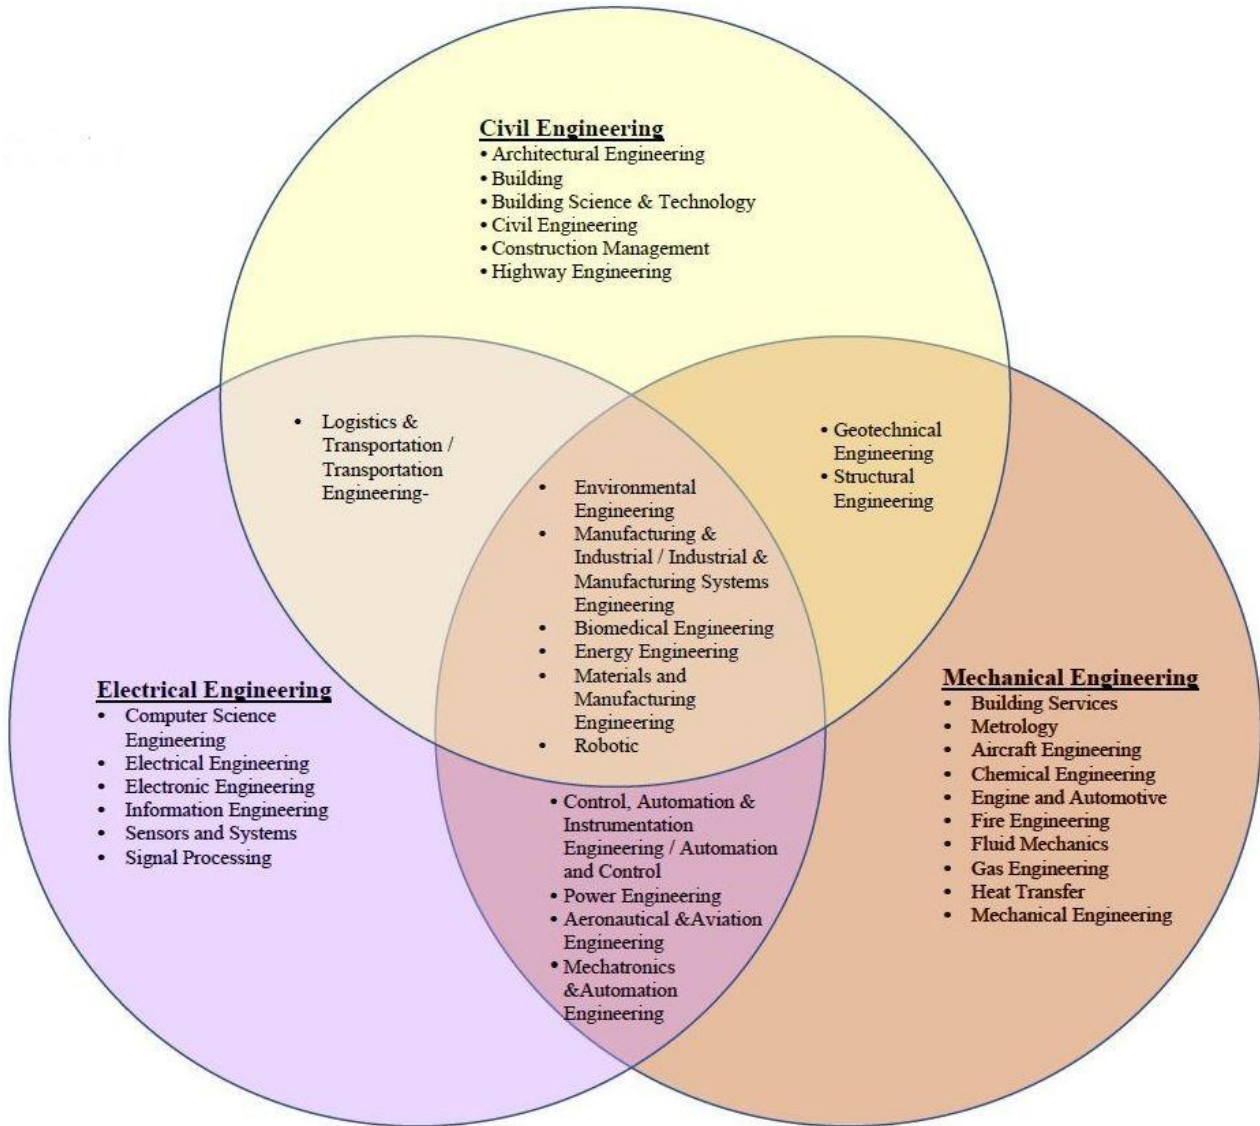 Civil Engineering
• Architectural Engineering
• Building
• Building Science & Technology
• Civil Engineering
• Construction Management
• Highway Engineering
• Logistics &
Transportation /
Transportation
Engineering-
• Geotechnical
Engineering
• Structural
Engineering
• Environmental
Engineering
• Manufacturing &
Industrial / Industrial &
Manufacturing Systems
Engineering
• Biomedical Engineering
• Energy Engineering
• Materials and
Manufacturing
Engineering
• Robotic
Electrical Engineering
• Computer Science
Engineering
• Electrical Engineering
• Electronic Engineering
• Information Engineering
• Sensors and Systems
• Signal Processing
Mechanical Engineering
• Building Services
• Metrology
• Aircraft Engineering
• Chemical Engineering
• Engine and Automotive
• Fire Engineering
• Fluid Mechanics
• Gas Engineering
• Heat Transfer
• Mechanical Engineering
• Control, Automation &
Instrumentation
Engineering / Automation
and Control
• Power Engineering
• Aeronautical &Aviation
Engineering
• Mechatronics
&Automation
Engineering